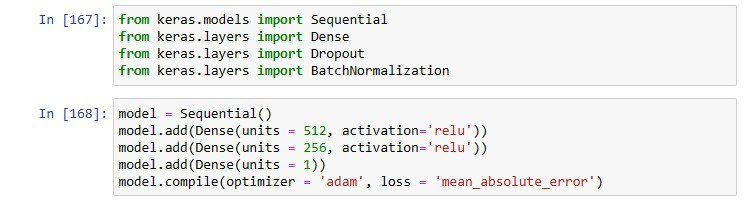 In [167]: from keras.models import Sequential
from keras.layers import Dense
from keras.layers import Dropout
from keras.layers import BatchNormalization
In [168]: model = Sequential()
model.add(Dense(units = 512, activation='relu'))
model.add(Dense(units = 256, activation='relu'))
model.add(Dense(units = 1))
model.compile(optimizer = 'adam', loss = 'mean_absolute_error')